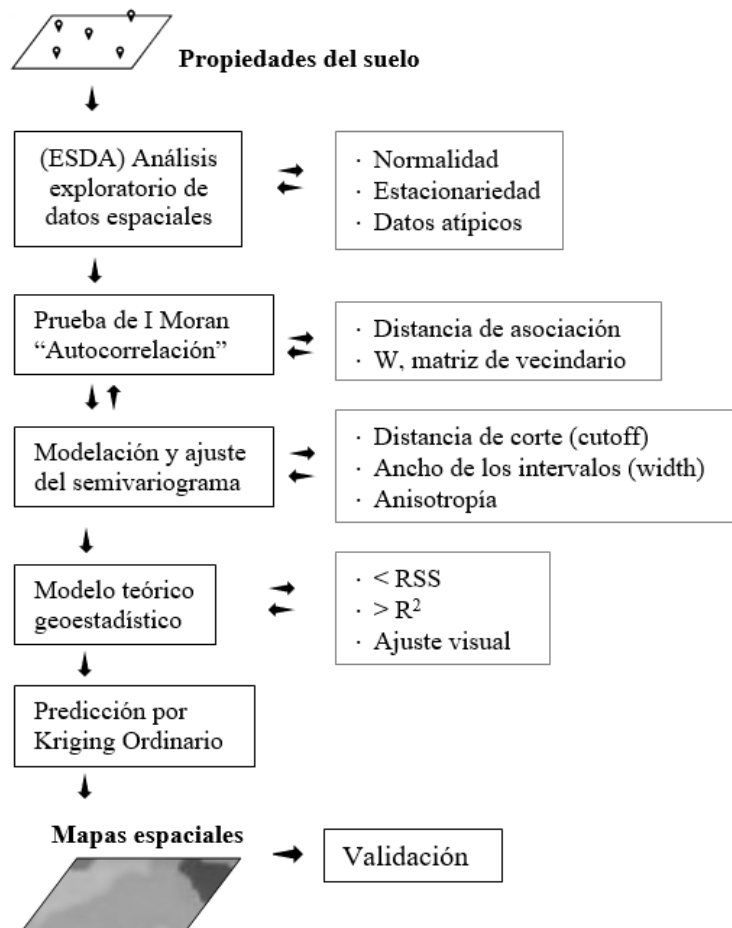 Propiedades del suelo
(ESDA) Análisis
exploratorio de
datos espaciales
· Normalidad
· Estacionariedad
· Datos atípicos
Prueba de I Moran
“Autocorrelación”
· Distancia de asociación
· W, matriz de vecindario
Modelación y ajuste
del semivariograma
· Distancia de corte (cutoff)
· Ancho de los intervalos (width)
· Anisotropía
Modelo teórico
geoestadístico
· < RSS
· > R²
· Ajuste visual
Predicción por
Kriging Ordinario
Mapas espaciales
Validación